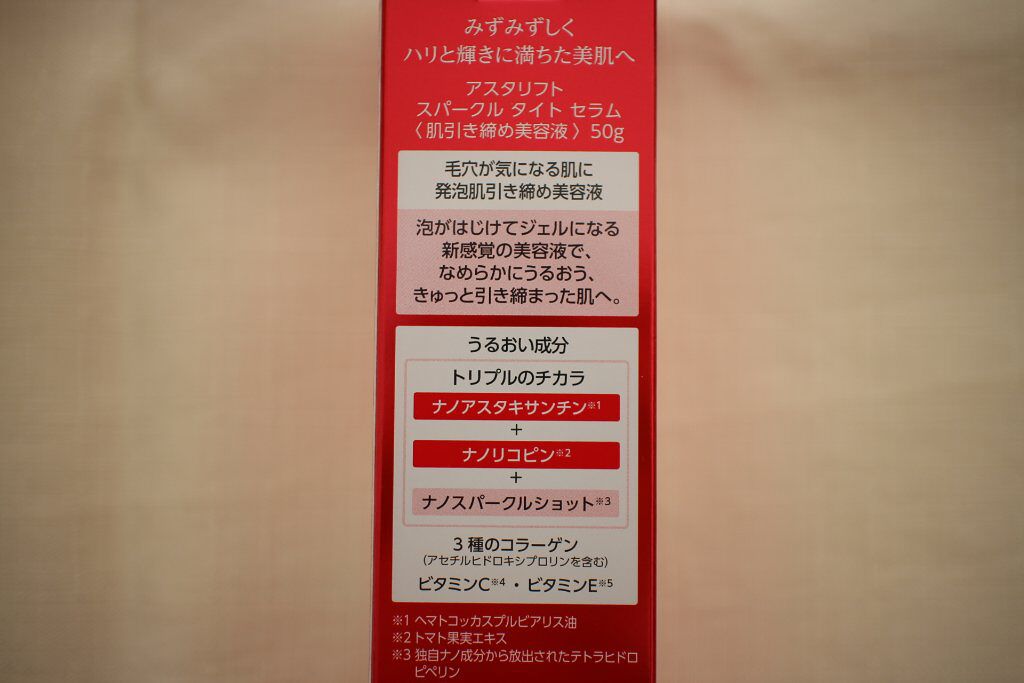 みずみずしく
ハリと輝きに満ちた美肌へ
アスタリフト
スパークル タイト セラム
〈 肌引き締め美容液 〉 50g
毛穴が気になる肌に
発泡肌引き締め美容液
泡がはじけてジェルになる
新感覚の美容液で、
なめらかにうるおう、
きゅっと引き締まった肌へ。
うるおい成分
トリプルのチカラ
ナノアスタキサンチン※1
+
ナノリコピン※2
+
ナノスパークルショット※3
3種のコラーゲン
(アセチルヒドロキシプロリンを含む)
ビタミンC※4・ビタミンE※5
※1 ヘマトコッカスプルビアリス油
※2 トマト果実エキス
※3 独自ナノ成分から放出されたテトラヒドロ
ピペリン